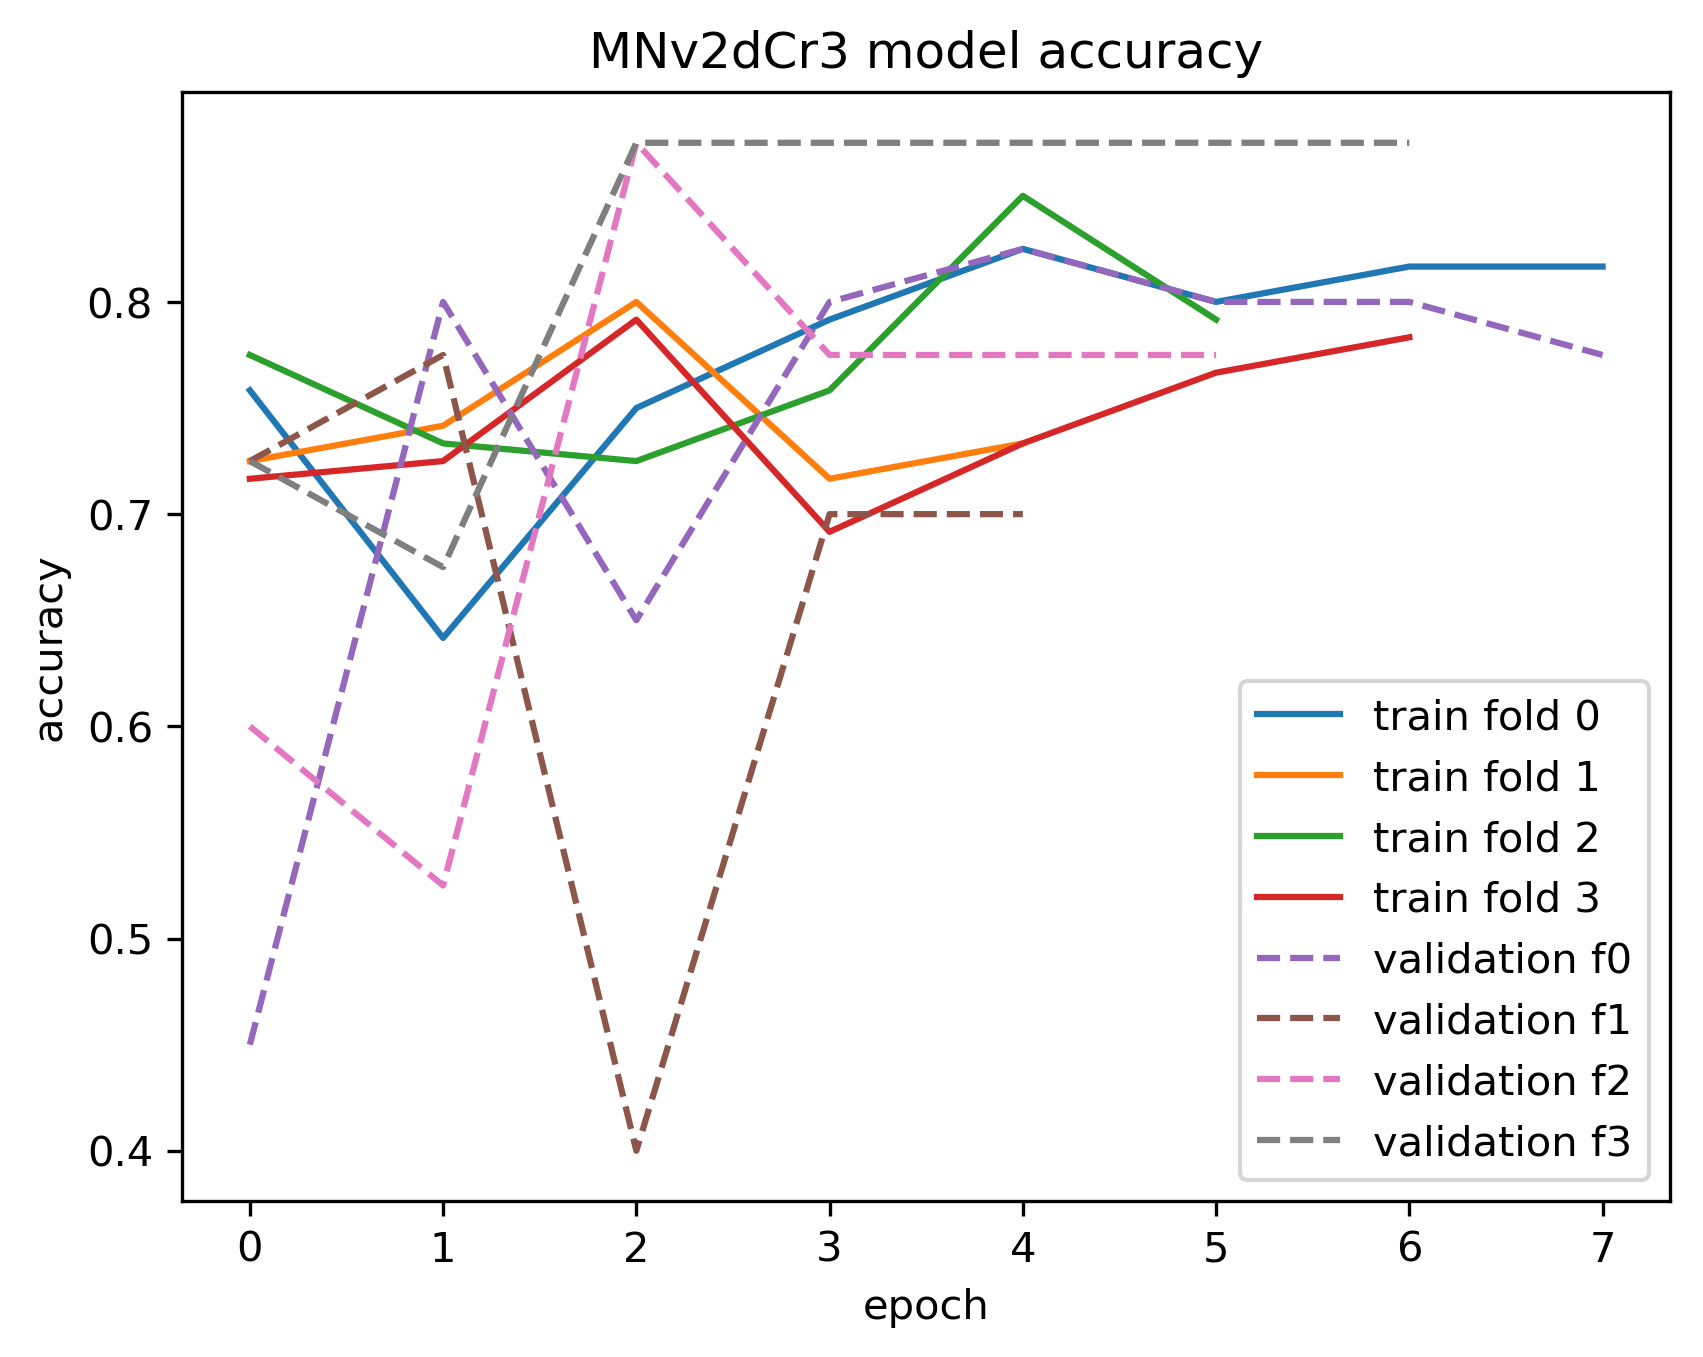 MNv2dCr3 model accuracy
accuracy
0.8
0.7
0.6
0.5
0.4
train fold 0
train fold 1
train fold 2
train fold 3
validation f0
validation f1
validation f2
validation f3
0 1 2 3 4 5 6 7
epoch